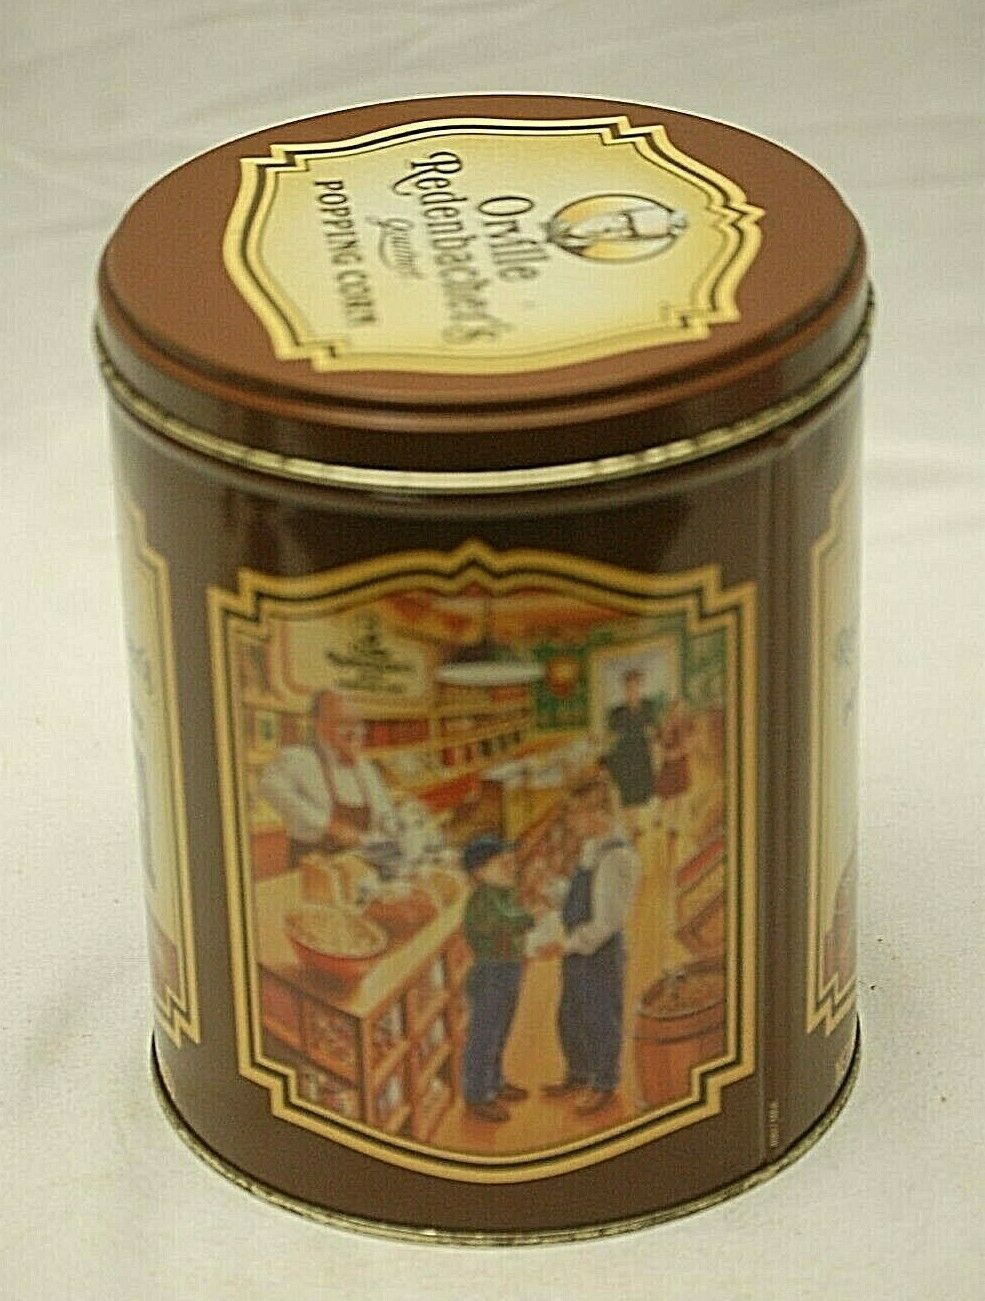 Orville
Redenbacher's
gourmet
POPPING CORN